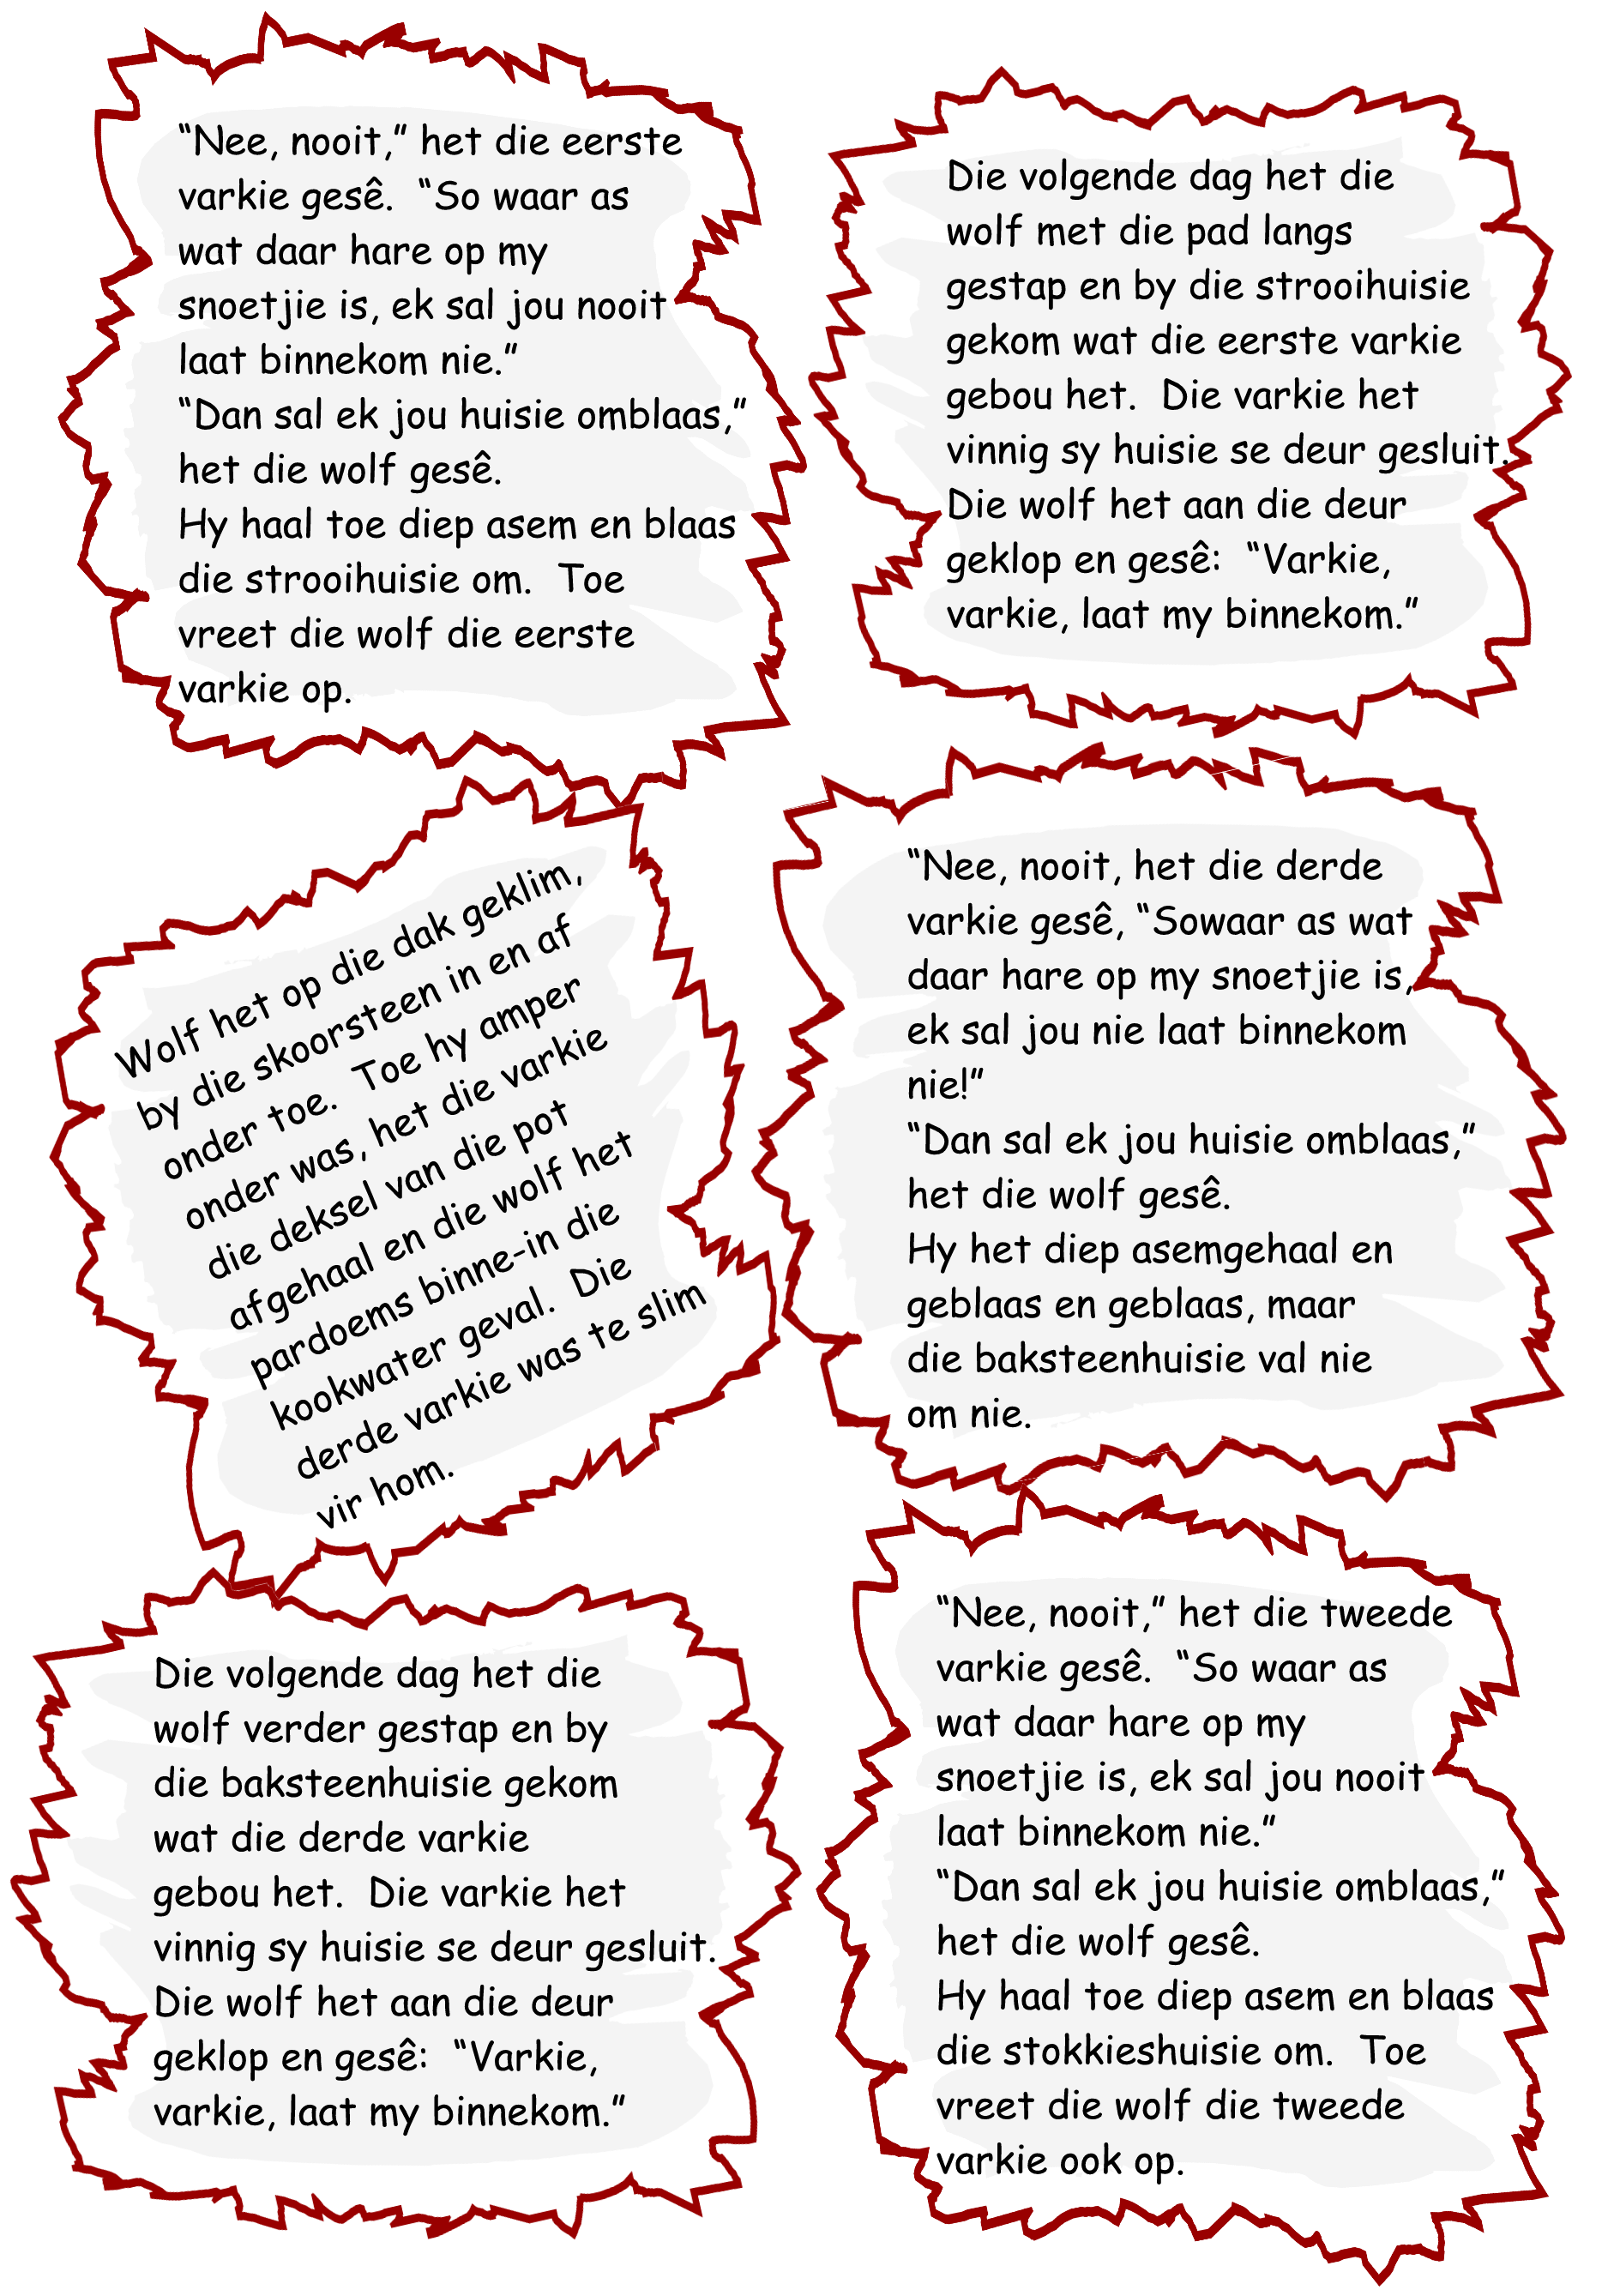 “Nee, nooit,” het die eerste
varkie gesê.  “So waar as
wat daar hare op my
snoetjie is, ek sal jou nooit
laat binnekom nie.”
“Dan sal ek jou huisie omblaas,”
het die wolf gesê.
Hy haal toe diep asem en blaas
die strooihuisie om.  Toe
vreet die wolf die eerste
varkie op.
Die volgende dag het die
wolf met die pad langs
gestap en by die strooihuisie
gekom wat die eerste varkie
gebou het.  Die varkie het
vinnig sy huisie se deur gesluit.
Die wolf het aan die deur
geklop en gesê:  “Varkie,
varkie, laat my binnekom.”
Wolf het op die dak geklim,
by die skoorsteen in en af
onder toe.  Toe hy amper
onder was, het die varkie
die deksel van die pot
afgehaal en die wolf het
pardoems binne-in die
kookwater geval.  Die
derde varkie was te slim
vir hom.
“Nee, nooit, het die derde
varkie gesê, “Sowaar as wat
daar hare op my snoetjie is,
ek sal jou nie laat binnekom
nie!”
“Dan sal ek jou huisie omblaas,”
het die wolf gesê.
Hy het diep asemgehaal en
geblaas en geblaas, maar
die baksteenhuisie val nie
om nie.
Die volgende dag het die
wolf verder gestap en by
die baksteenhuisie gekom
wat die derde varkie
gebou het.  Die varkie het
vinnig sy huisie se deur gesluit.
Die wolf het aan die deur
geklop en gesê:  “Varkie,
varkie, laat my binnekom.”
“Nee, nooit,” het die tweede
varkie gesê.  “So waar as
wat daar hare op my
snoetjie is, ek sal jou nooit
laat binnekom nie.”
“Dan sal ek jou huisie omblaas,”
het die wolf gesê.
Hy haal toe diep asem en blaas
die stokkieshuisie om.  Toe
vreet die wolf die tweede
varkie ook op.